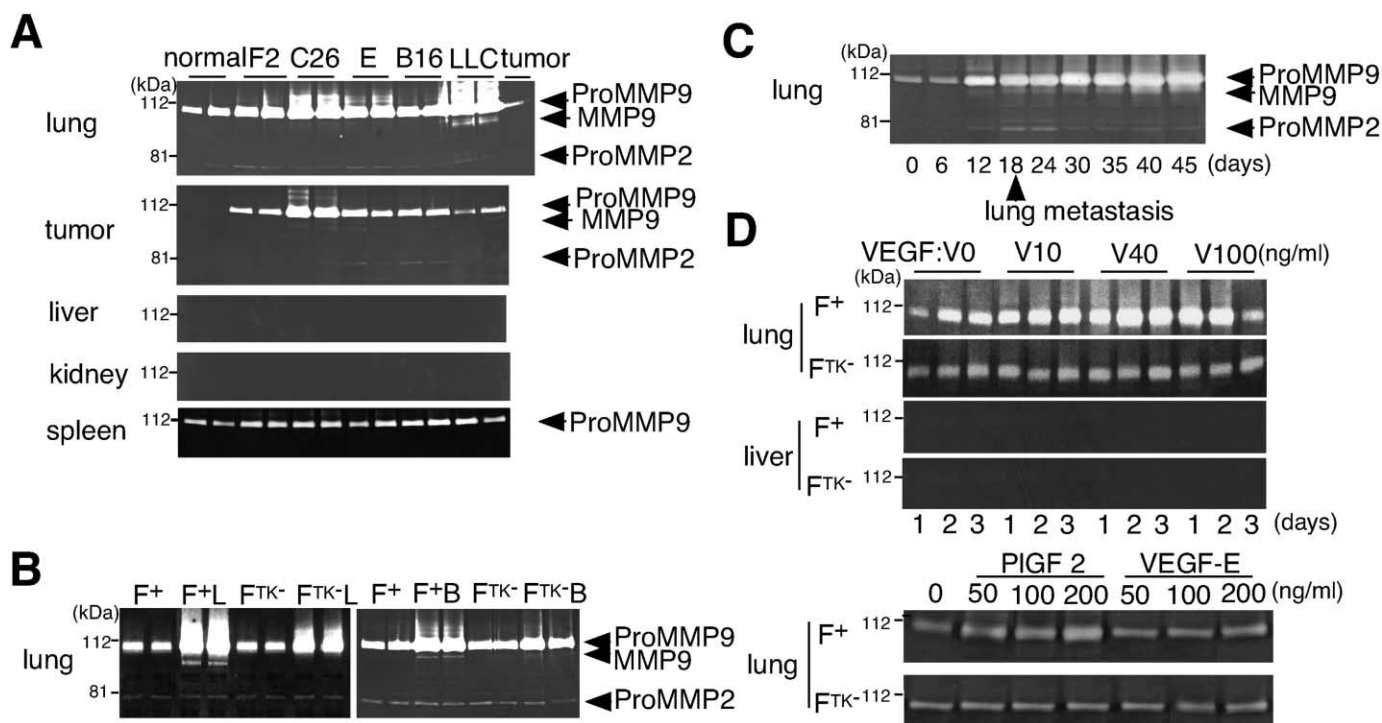 A
normal F2 C26 E B16 LLC tumor
(kDa)
lung
112
81
ProMMP9
MMP9
ProMMP2
tumor
112
81
ProMMP9
MMP9
ProMMP2
liver
112
kidney
112
spleen
112
ProMMP9
B
F+ F+L FTK- FTK-L
F+ F+B FTK- FTK-B
(kDa)
lung
112
81
ProMMP9
MMP9
ProMMP2
C
(kDa)
lung
112
81
ProMMP9
MMP9
ProMMP2
0 6 12 18 24 30 35 40 45 (days)
lung metastasis
D
VEGF:V0 V10 V40 V100(ng/ml)
(kDa)
lung
F+
112
FTK-
112
liver
F+
112
FTK-
112
1 2 3 1 2 3 1 2 3 1 2 3 (days)
PlGF 2 VEGF-E
0 50 100 200 50 100 200 (ng/ml)
lung
F+
112
FTK-
112